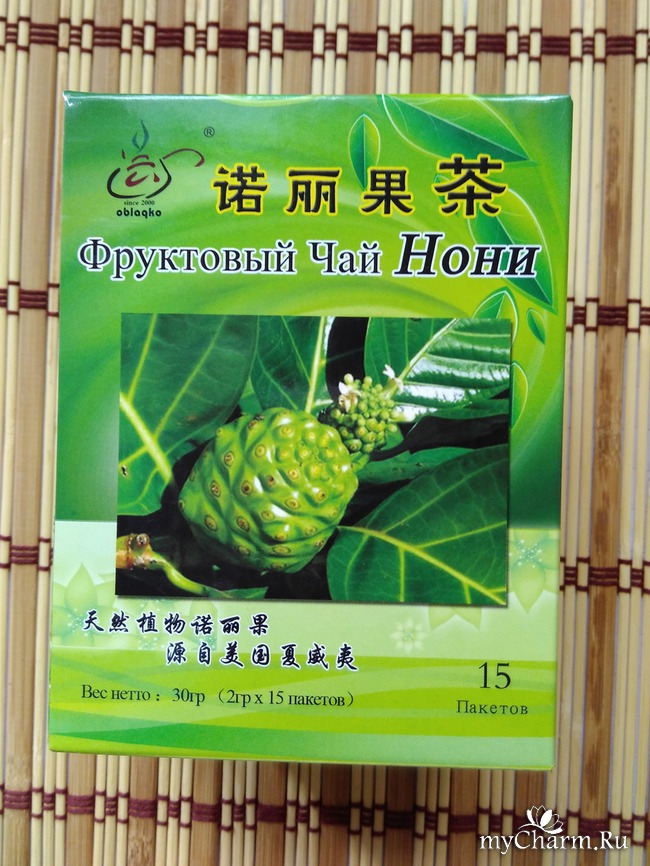 ®
since 2000
oblaqko
诺丽果茶
Фруктовый Чай Нони
天然植物诺丽果
源自美国夏威夷
Вес нетто : 30гр （2гр x 15 пакетов）
15
Пакетов
myCharm.Ru